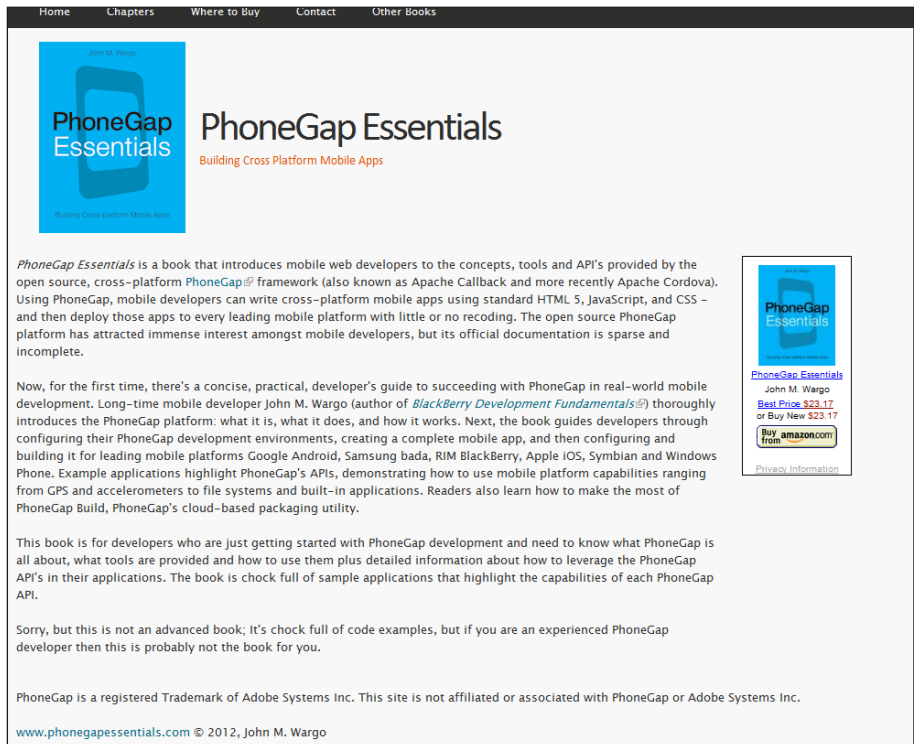 Home Chapters Where to Buy Contact Other Books
John M. Wargo
PhoneGap
Essentials
Building Cross-platform Mobile Apps
PhoneGap Essentials
Building Cross Platform Mobile Apps
PhoneGap Essentials is a book that introduces mobile web developers to the concepts, tools and API's provided by the
open source, cross-platform PhoneGap framework (also known as Apache Callback and more recently Apache Cordova).
Using PhoneGap, mobile developers can write cross-platform mobile apps using standard HTML 5, JavaScript, and CSS –
and then deploy those apps to every leading mobile platform with little or no recoding. The open source PhoneGap
platform has attracted immense interest amongst mobile developers, but its official documentation is sparse and
incomplete.
Now, for the first time, there's a concise, practical, developer's guide to succeeding with PhoneGap in real-world mobile
development. Long-time mobile developer John M. Wargo (author of BlackBerry Development Fundamentals) thoroughly
introduces the PhoneGap platform: what it is, what it does, and how it works. Next, the book guides developers through
configuring their PhoneGap development environments, creating a complete mobile app, and then configuring and
building it for leading mobile platforms Google Android, Samsung bada, RIM BlackBerry, Apple iOS, Symbian and Windows
Phone. Example applications highlight PhoneGap's APIs, demonstrating how to use mobile platform capabilities ranging
from GPS and accelerometers to file systems and built-in applications. Readers also learn how to make the most of
PhoneGap Build, PhoneGap's cloud-based packaging utility.
This book is for developers who are just getting started with PhoneGap development and need to know what PhoneGap is
all about, what tools are provided and how to use them plus detailed information about how to leverage the PhoneGap
API's in their applications. The book is chock full of sample applications that highlight the capabilities of each PhoneGap
API.
Sorry, but this is not an advanced book; It's chock full of code examples, but if you are an experienced PhoneGap
developer then this is probably not the book for you.
John M. Wargo
PhoneGap
Essentials
Building Cross-platform Mobile Apps
PhoneGap Essentials
John M. Wargo
Best Price $23.17
or Buy New $23.17
Buy from amazon.com
Privacy Information
PhoneGap is a registered Trademark of Adobe Systems Inc. This site is not affiliated or associated with PhoneGap or Adobe Systems Inc.
www.phonegapessentials.com © 2012, John M. Wargo